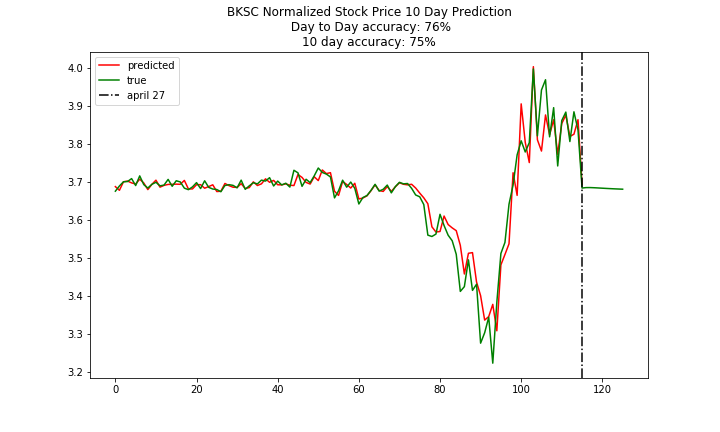 BKSC Normalized Stock Price 10 Day Prediction
Day to Day accuracy: 76%
10 day accuracy: 75%
predicted
true
april 27
4.0
3.9
3.8
3.7
3.6
3.5
3.4
3.3
3.2
0
20
40
60
80
100
120